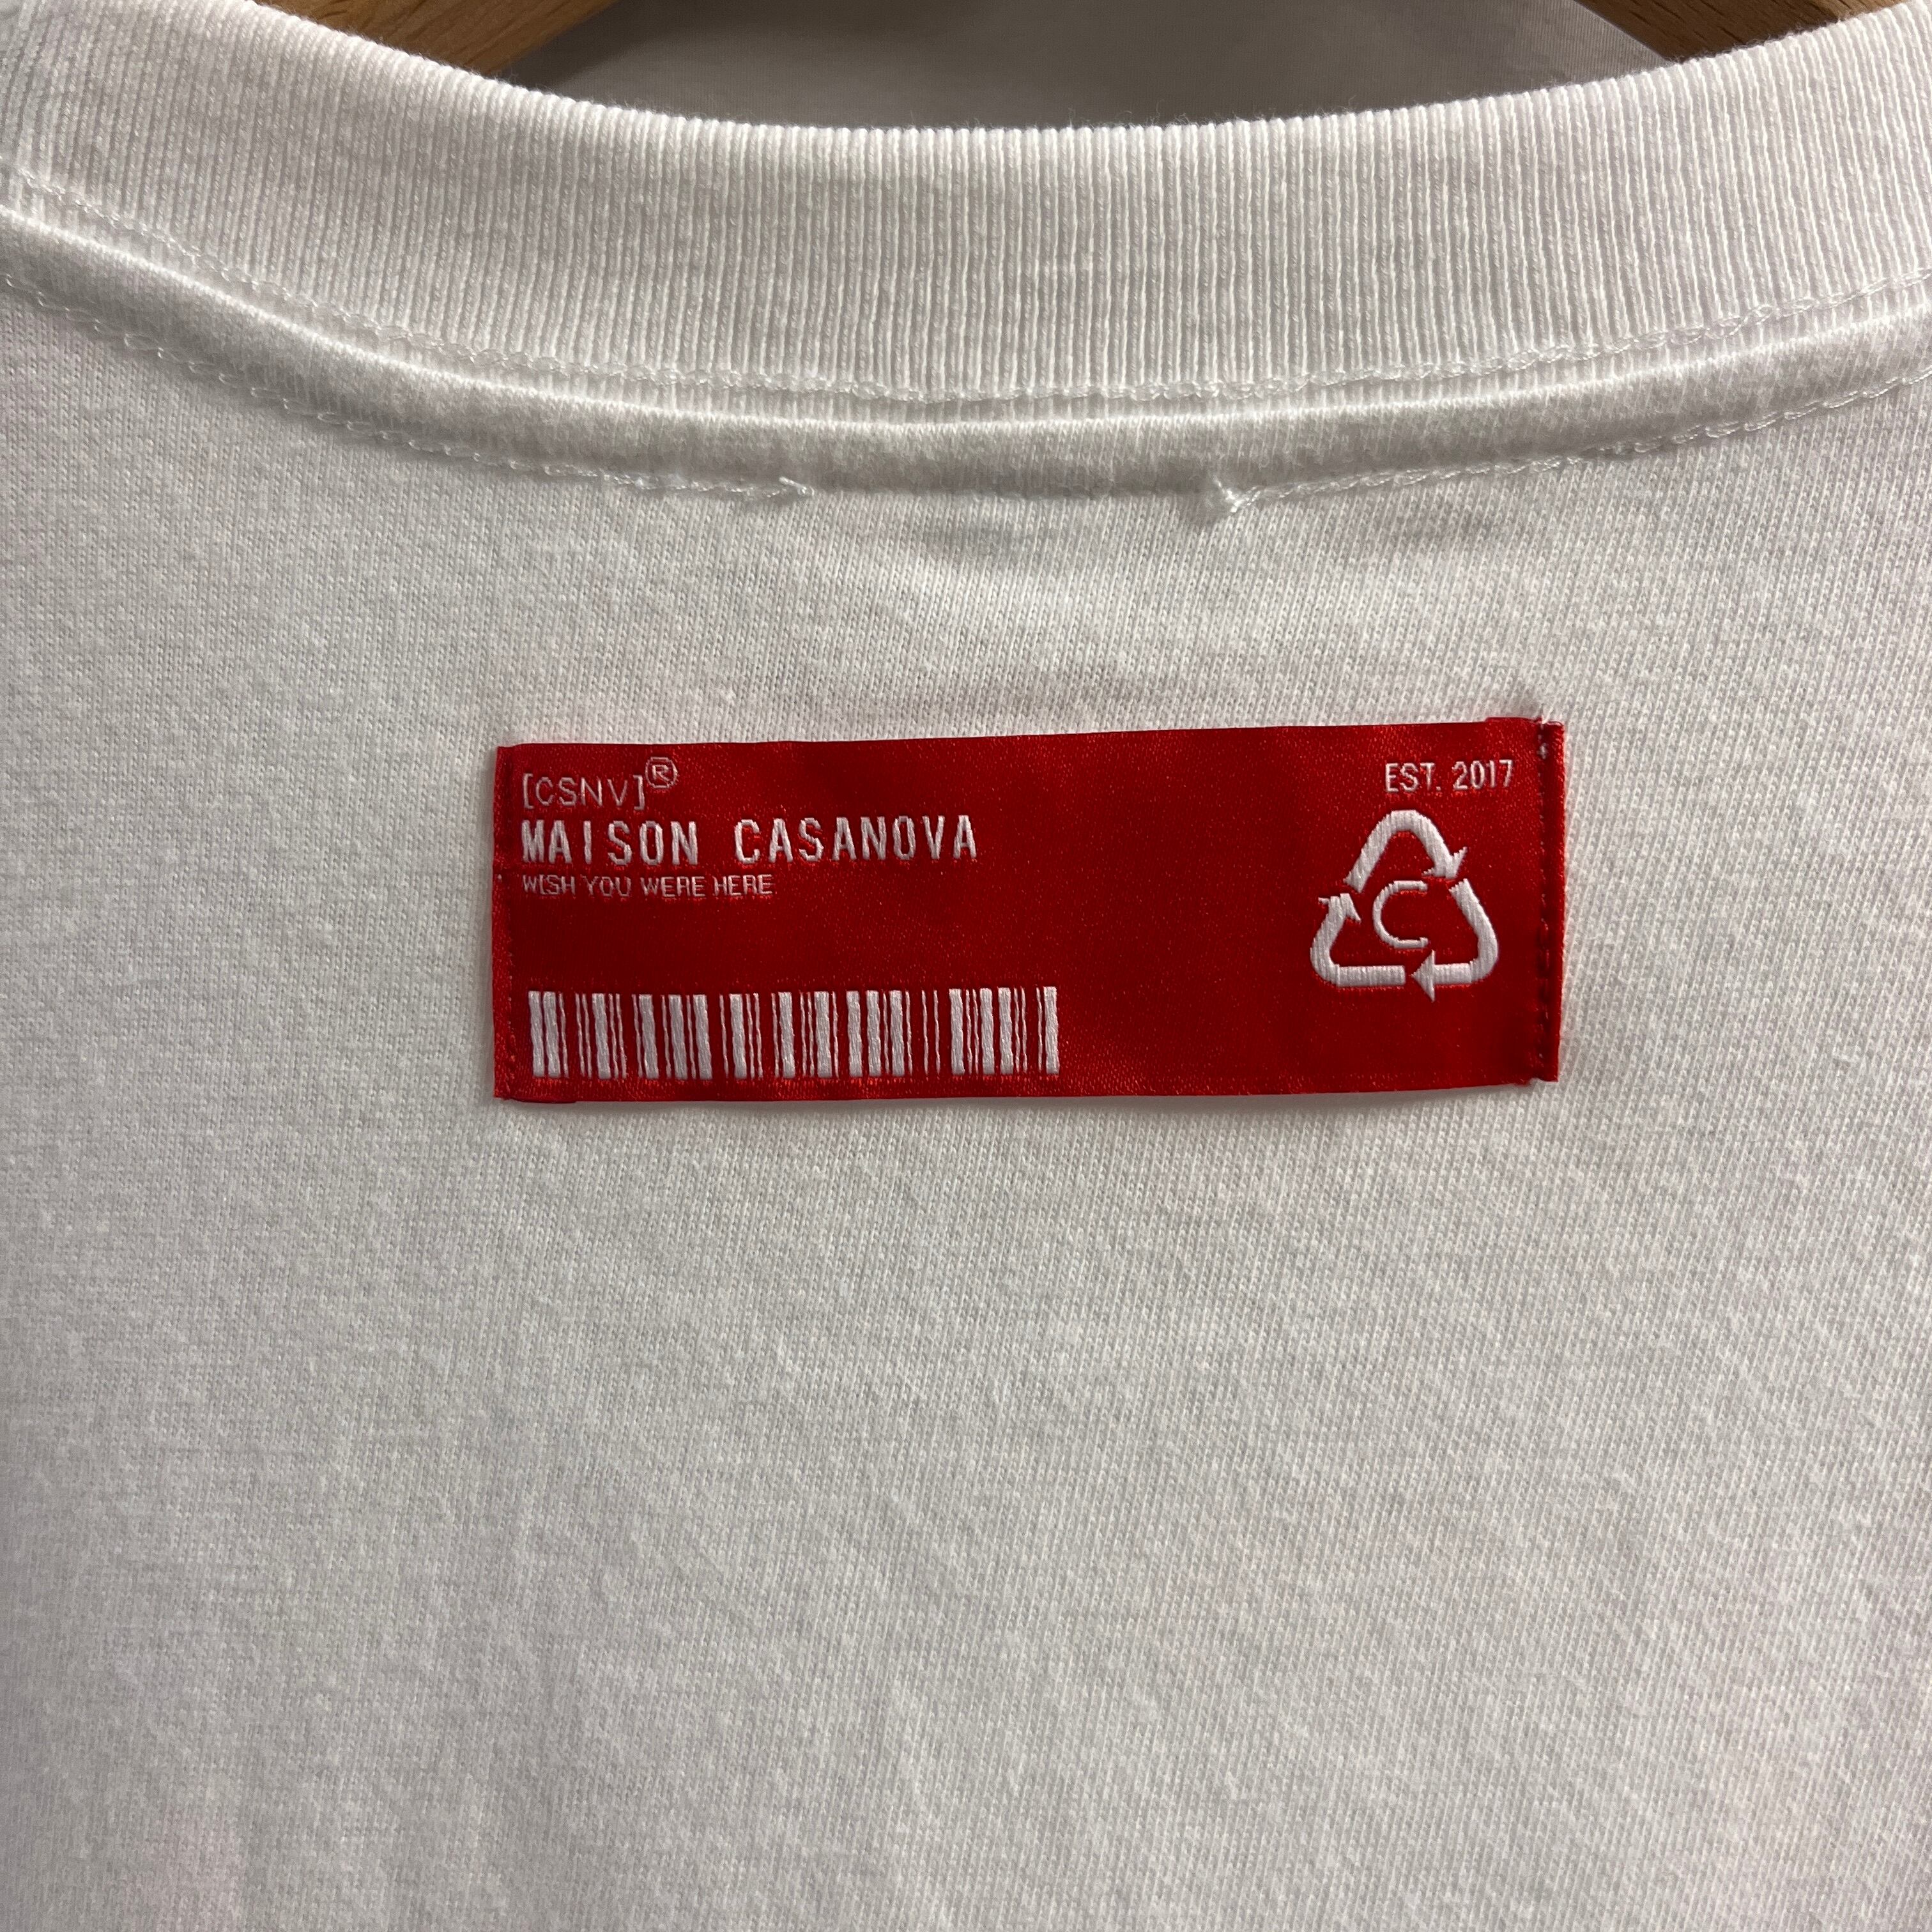 [CSNV]®
EST. 2017
MAISON CASANOVA
WISH YOU WERE HERE
C